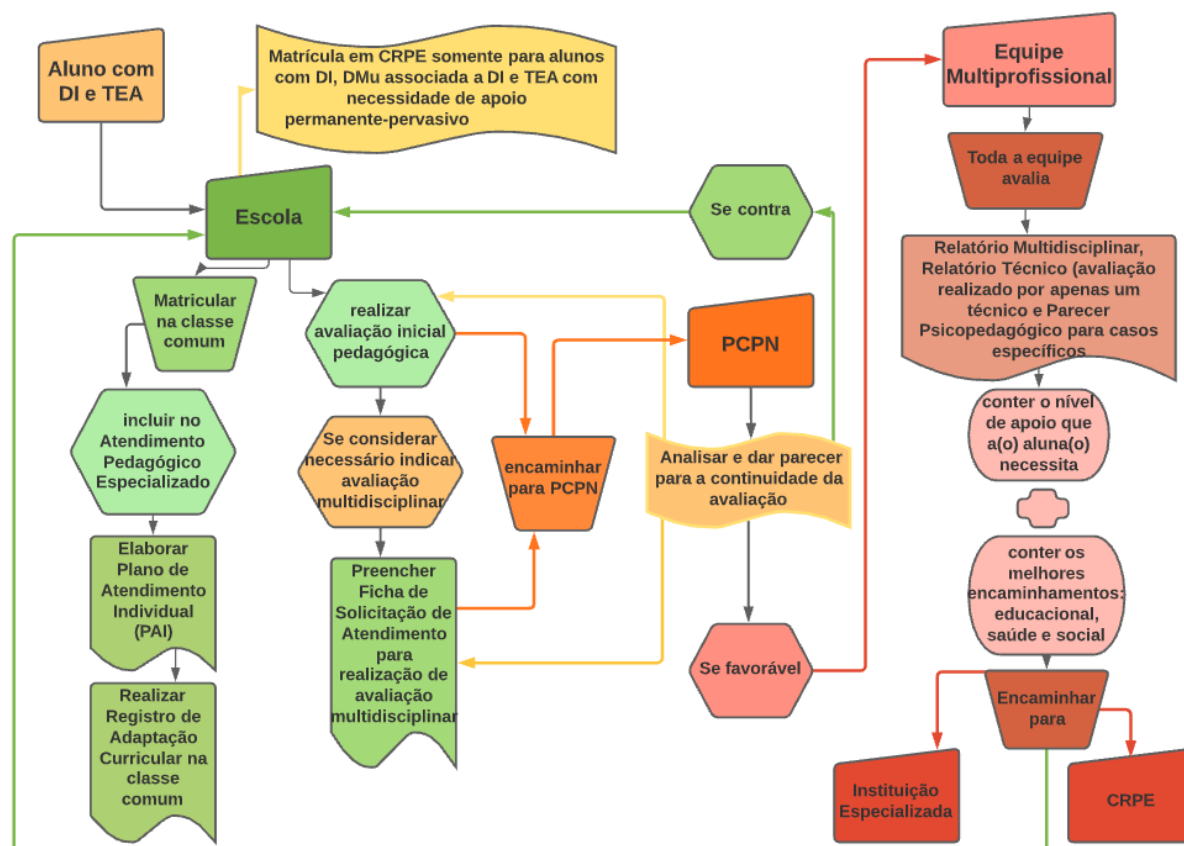 Aluno com
DI e TEA
Matrícula em CRPE somente para alunos
com DI, DMu associada a DI e TEA com
necessidade de apoio
permanente-pervasivo
Escola
Matricular
na classe
comum
incluir no
Atendimento
Pedagógico
Especializado
Elaborar
Plano de
Atendimento
Individual
(PAI)
Realizar
Registro de
Adaptação
Curricular na
classe
comum
realizar
avaliação inicial
pedagógica
Se considerar
necessário indicar
avaliação
multidisciplinar
Preencher
Ficha de
Solicitação de
Atendimento
para
realização de
avaliação
multidisciplinar
encaminhar
para PCPN
PCPN
Analisar e dar parecer
para a continuidade da
avaliação
Se contra
Se favorável
Equipe
Multiprofissional
Toda a equipe
avalia
Relatório Multidisciplinar,
Relatório Técnico (avaliação
realizado por apenas um
técnico e Parecer
Psicopedagógico para casos
específicos
conter o nível
de apoio que
a(o) aluna(o)
necessita
conter os
melhores
encaminhamentos:
educacional,
saúde e social
Encaminhar
para
Instituição
Especializada
CRPE